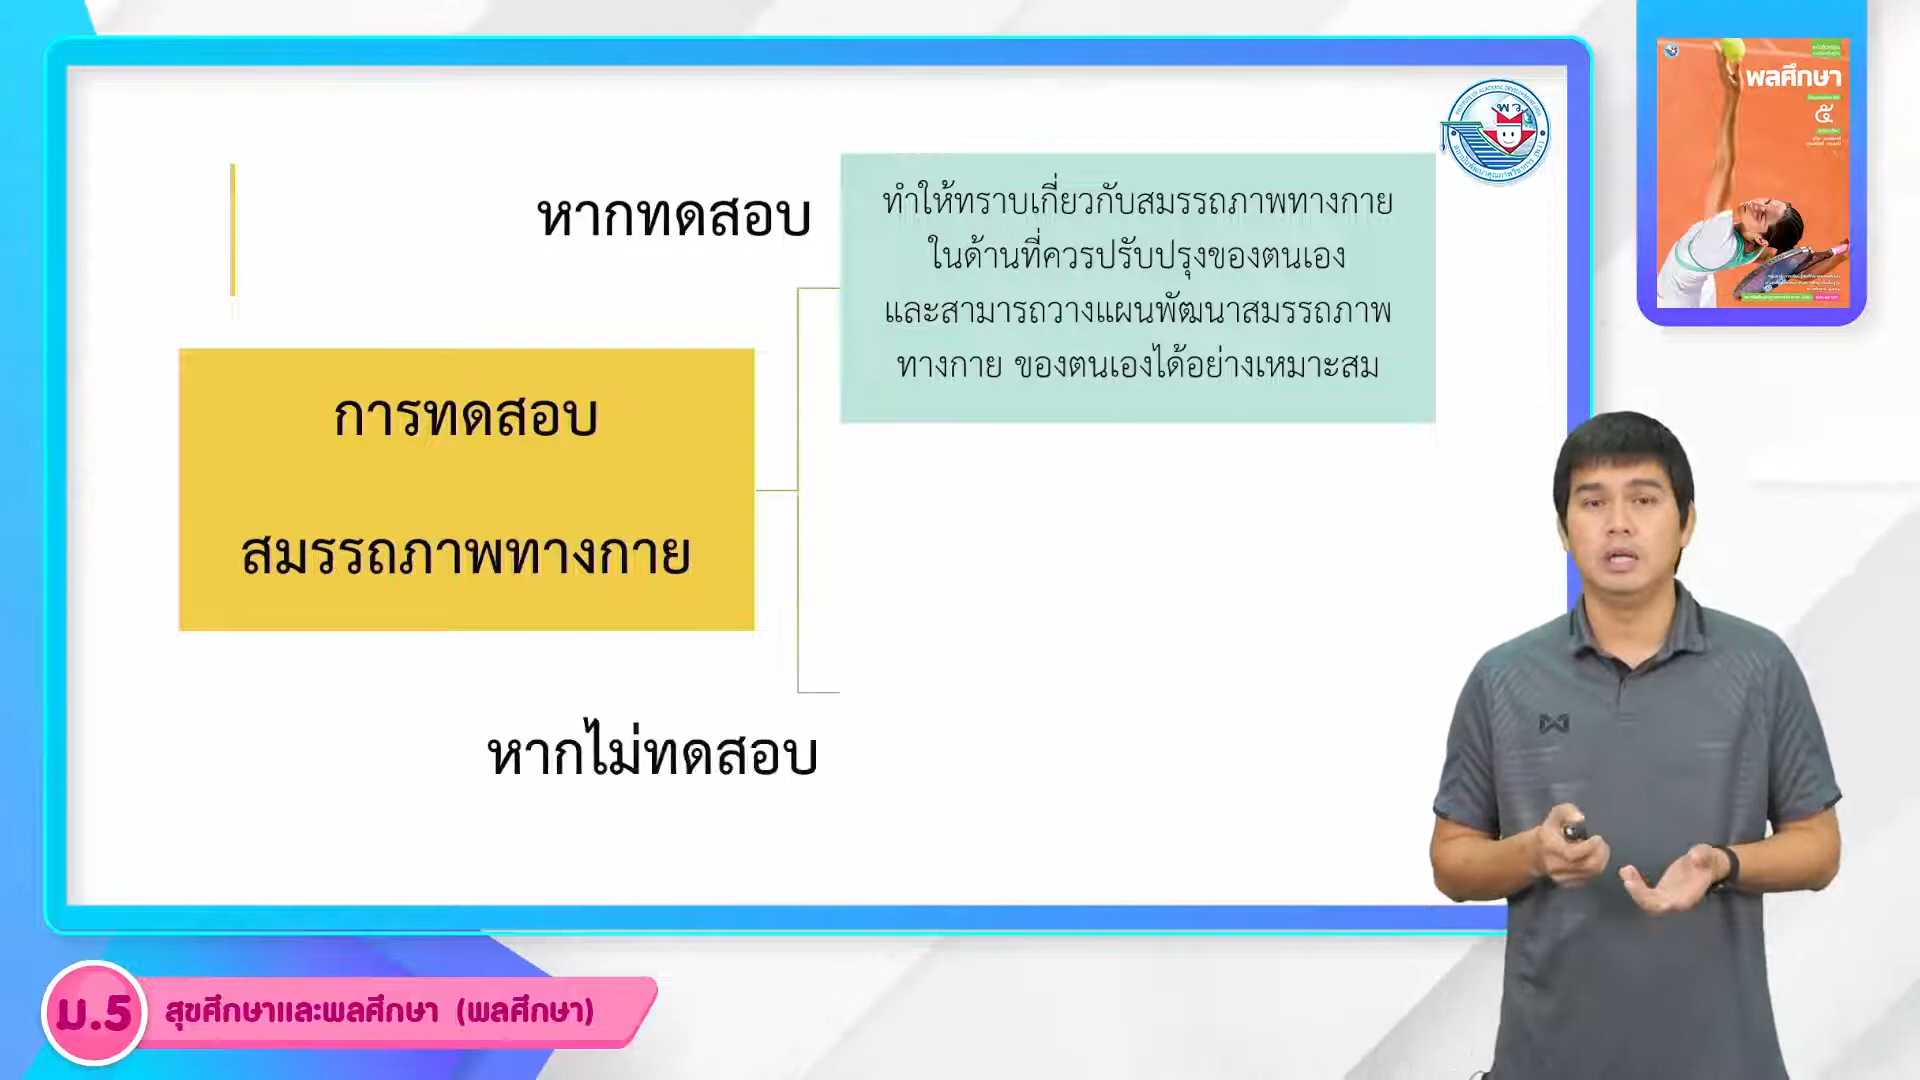 หากทดสอบ
ทำให้ทราบเกี่ยวกับสมรรถภาพทางกาย
ในด้านที่ควรปรับปรุงของตนเอง
และสามารถวางแผนพัฒนาสมรรถภาพ
ทางกาย ของตนเองได้อย่างเหมาะสม
การทดสอบ
สมรรถภาพทางกาย
หากไม่ทดสอบ
พว.
พลศึกษา
๕
ม.5
สุขศึกษาและพลศึกษา (พลศึกษา)